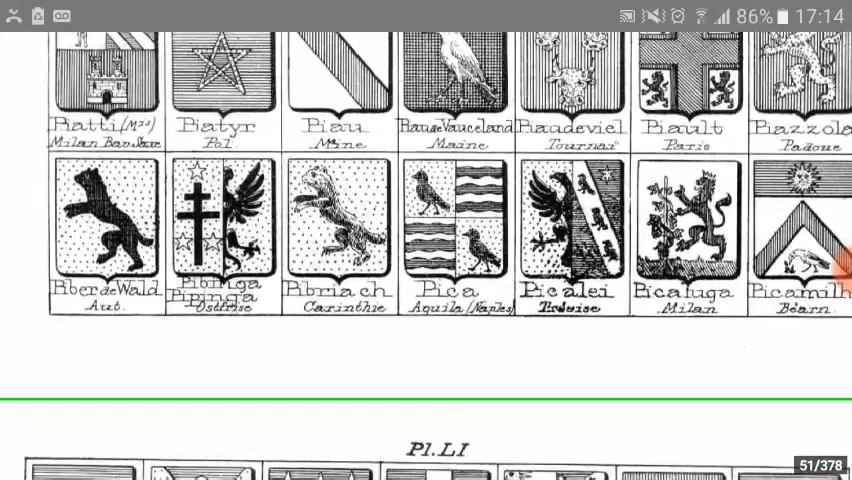 86% 17:14
Piatti (Mis) Piatyr Piau Piau de Vauceland Piaudeviel Piault Piazzola
Milan Pol. Maine Maine Tournai Paris Padoue
Piber de Wald Pibinga Pibriach Pica Picalei Picaluga Picamilh
Pipinga
Aut. Ostfrise Carinthie Aquila (Naples) Trévise Milan Béarn.
Pl. LI
51/378